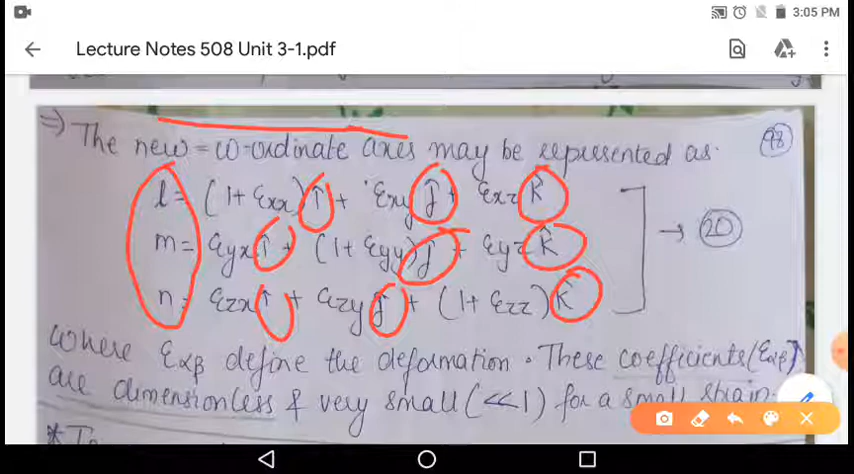 3:05 PM
Lecture Notes 508 Unit 3-1.pdf
⇒ The new = co-ordinate axes may be represented as. 98
l = (1+ εxx) î + εxy ĵ + εxz k̂
m = εyx î + (1+ εyy) ĵ + εyz k̂ → 20
n = εzx î + εzy ĵ + (1+ εzz) k̂
where εαβ define the deformation. These coefficients (εαβ)
are dimensionless & very small (<<1) for a small strain.
* To